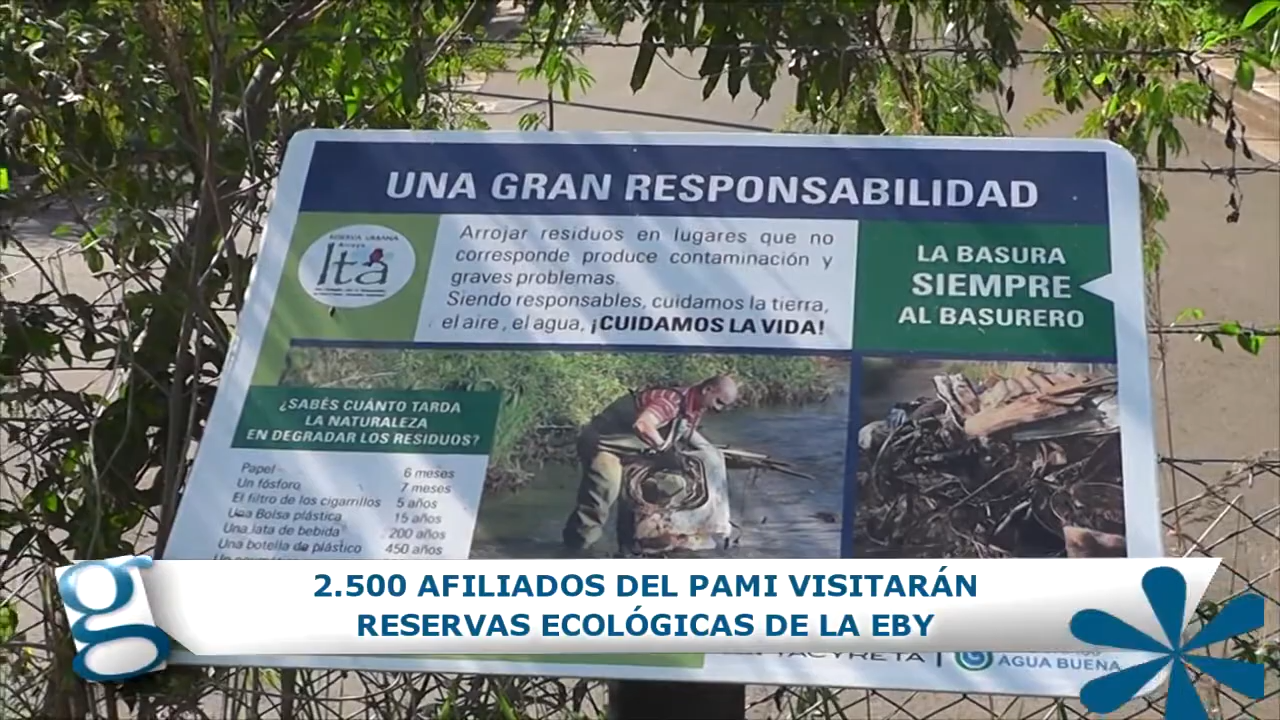 UNA GRAN RESPONSABILIDAD
RESERVA URBANA
Arroyo
Itá
Arrojar residuos en lugares que no
corresponde produce contaminación y
graves problemas.
Siendo responsables, cuidamos la tierra,
el aire, el agua, ¡CUIDAMOS LA VIDA!
LA BASURA
SIEMPRE
AL BASURERO
¿SABÉS CUÁNTO TARDA
LA NATURALEZA
EN DEGRADAR LOS RESIDUOS?
Papel 6 meses
Un fósforo 7 meses
El filtro de los cigarrillos 5 años
Una Bolsa plástica 15 años
Una lata de bebida 200 años
Una botella de plástico 450 años
g
2.500 AFILIADOS DEL PAMI VISITARÁN
RESERVAS ECOLÓGICAS DE LA EBY
AGUA BUENA